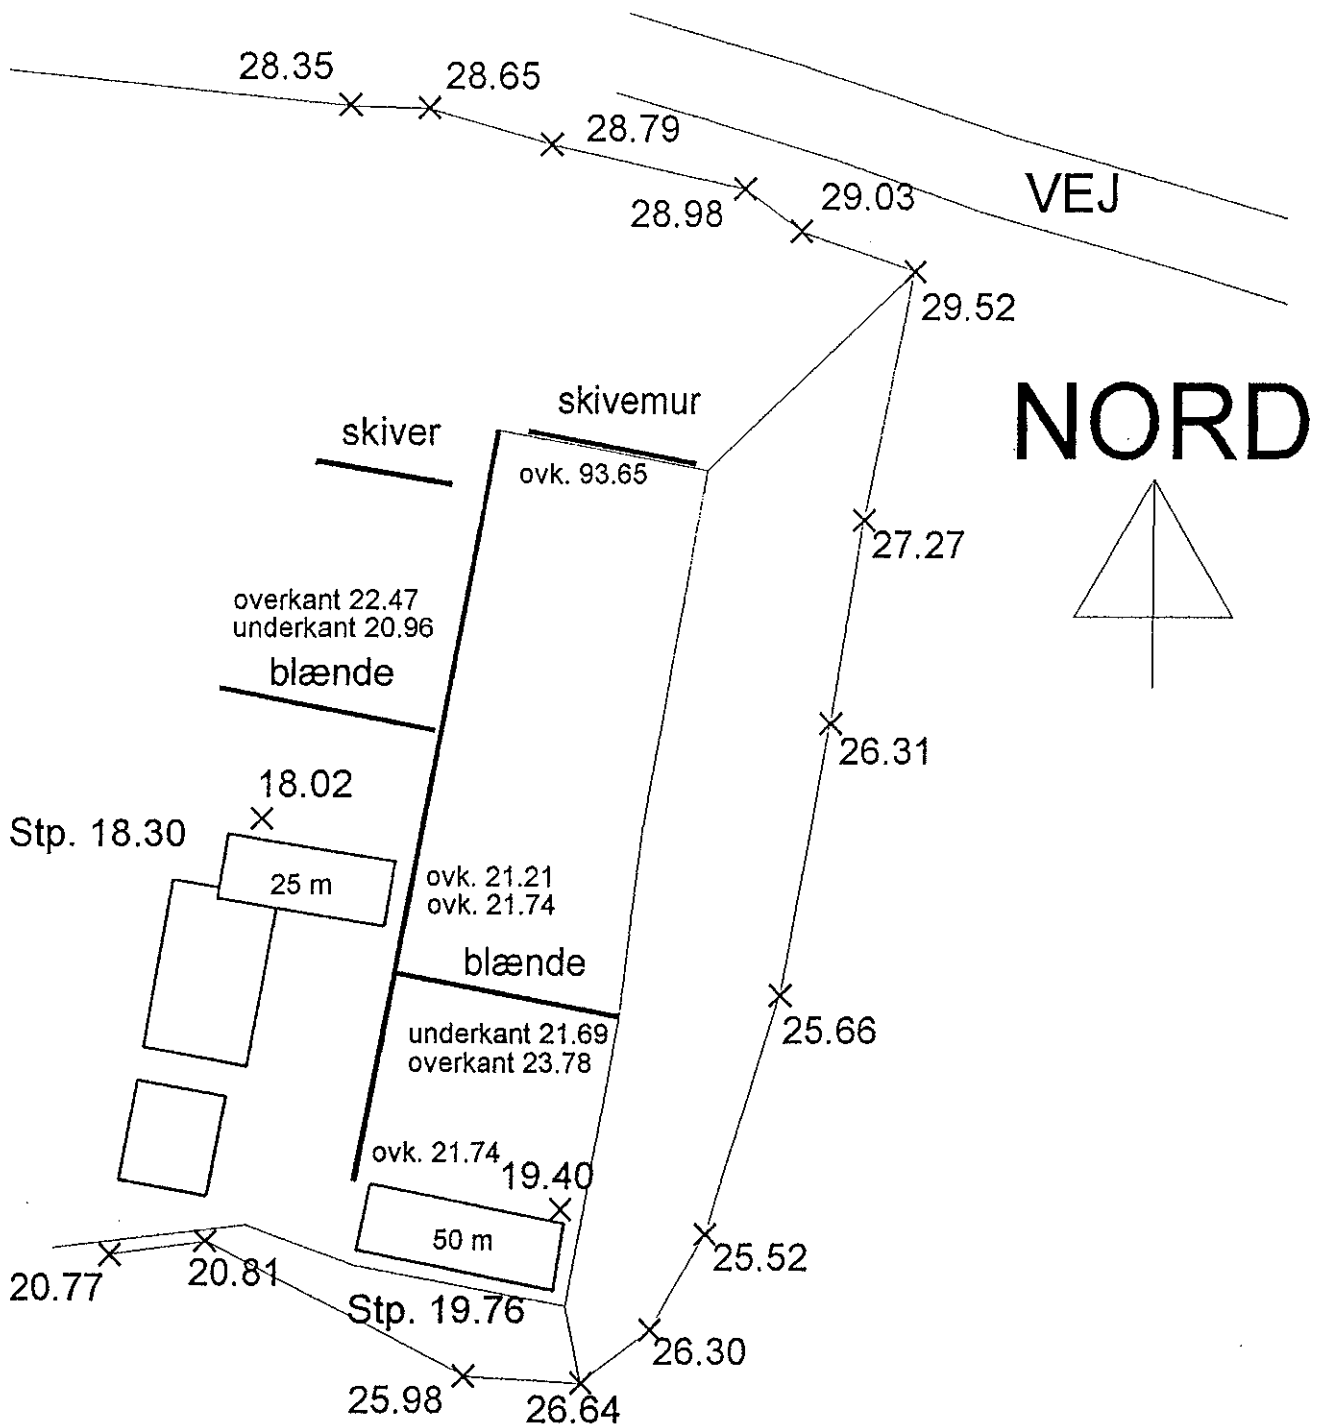 28.35
28.65
28.79
VEJ
28.98
29.03
29.52
NORD
skivemur
skiver
ovk. 93.65
27.27
overkant 22.47
underkant 20.96
blænde
26.31
18.02
Stp. 18.30
25 m
ovk. 21.21
ovk. 21.74
blænde
25.66
underkant 21.69
overkant 23.78
ovk. 21.74
19.40
50 m
25.52
20.77
20.81
Stp. 19.76
26.30
25.98
26.64